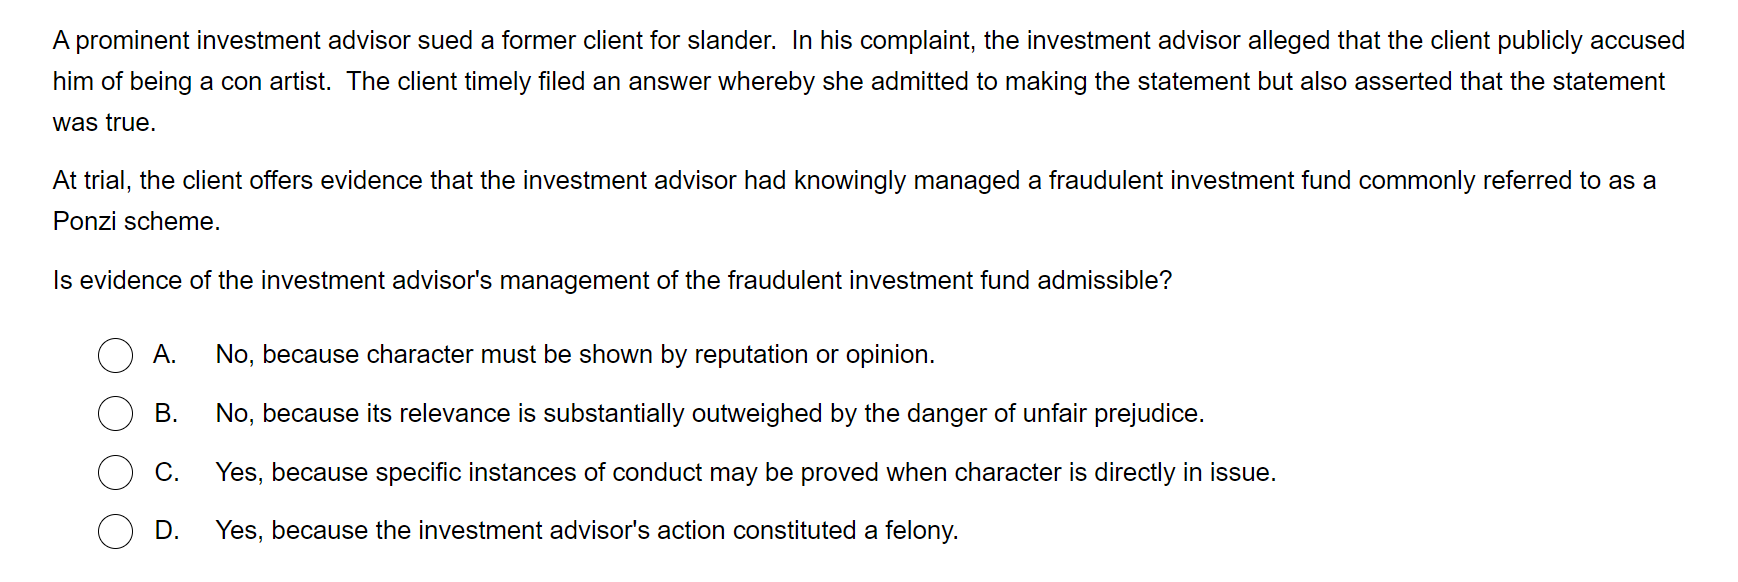 A prominent investment advisor sued a former client for slander.  In his complaint, the investment advisor alleged that the client publicly accused
him of being a con artist.  The client timely filed an answer whereby she admitted to making the statement but also asserted that the statement
was true.
At trial, the client offers evidence that the investment advisor had knowingly managed a fraudulent investment fund commonly referred to as a
Ponzi scheme.
Is evidence of the investment advisor's management of the fraudulent investment fund admissible?
A. No, because character must be shown by reputation or opinion.
B. No, because its relevance is substantially outweighed by the danger of unfair prejudice.
C. Yes, because specific instances of conduct may be proved when character is directly in issue.
D. Yes, because the investment advisor's action constituted a felony.